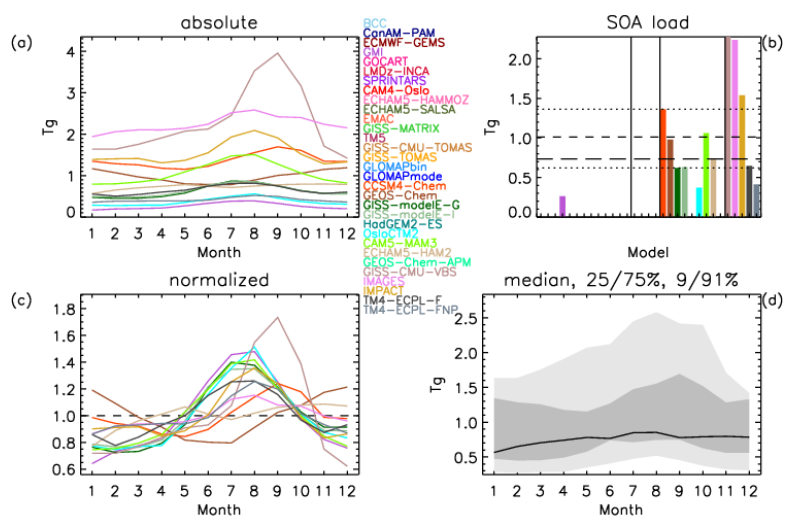 absolute
(a)
Tg
4
3
2
1
0
1 2 3 4 5 6 7 8 9 10 11 12
Month
BCC
CanAM-PAM
ECMWF-GEMS
GMI
GOCART
LMDz-INCA
SPRINTARS
CAM4-Oslo
ECHAM5-HAMMOZ
ECHAM5-SALSA
EMAC
GISS-MATRIX
TM5
GISS-CMU-TOMAS
GISS-TOMAS
GLOMAPbin
GLOMAPmode
CCSM4-Chem
GEOS-Chem
GISS-modelE-G
GISS-modelE-I
HadGEM2-ES
OsloCTM2
CAM5-MAM3
ECHAM5-HAM2
GEOS-Chem-APM
GISS-CMU-VBS
IMAGES
IMPACT
TM4-ECPL-F
TM4-ECPL-FNP
SOA load
(b)
Tg
2.0
1.5
1.0
0.5
0.0
Model
normalized
(c)
1.8
1.6
1.4
1.2
1.0
0.8
0.6
1 2 3 4 5 6 7 8 9 10 11 12
Month
median, 25/75%, 9/91%
(d)
Tg
2.5
2.0
1.5
1.0
0.5
1 2 3 4 5 6 7 8 9 10 11 12
Month